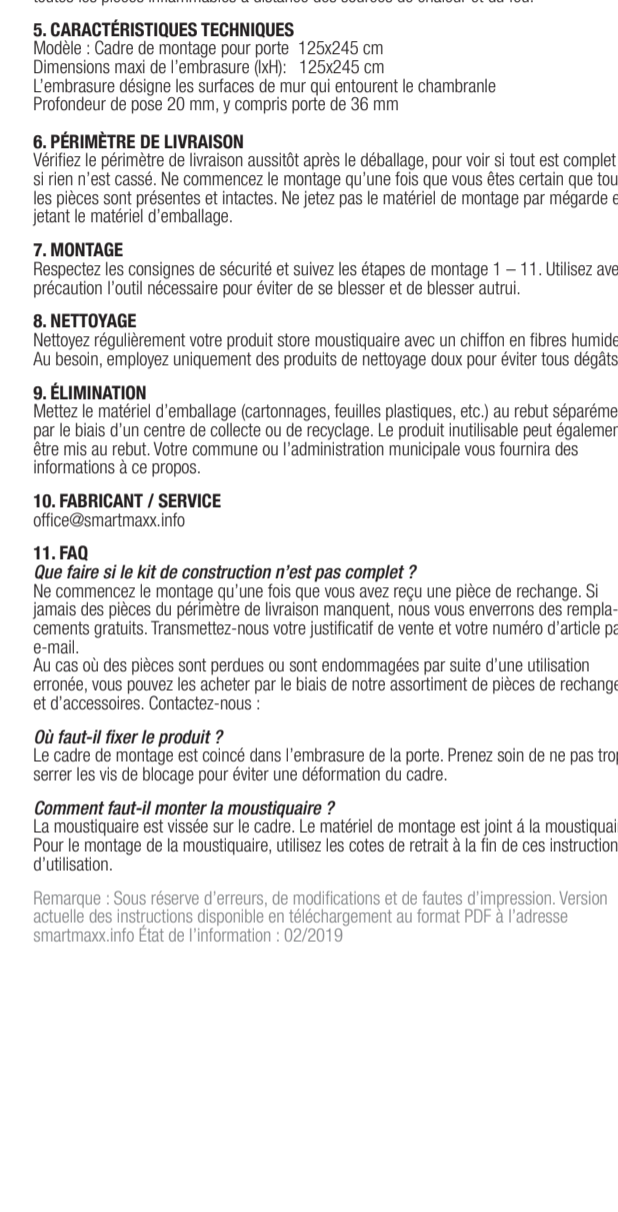 toutes les pièces inflammables à distance des sources de chaleur et du feu.
5. CARACTÉRISTIQUES TECHNIQUES
Modèle : Cadre de montage pour porte 125x245 cm
Dimensions maxi de l'embrasure (lxH): 125x245 cm
L'embrasure désigne les surfaces de mur qui entourent le chambranle
Profondeur de pose 20 mm, y compris porte de 36 mm
6. PÉRIMÈTRE DE LIVRAISON
Vérifiez le périmètre de livraison aussitôt après le déballage, pour voir si tout est complet
si rien n'est cassé. Ne commencez le montage qu'une fois que vous êtes certain que tou
les pièces sont présentes et intactes. Ne jetez pas le matériel de montage par mégarde e
jetant le matériel d'emballage.
7. MONTAGE
Respectez les consignes de sécurité et suivez les étapes de montage 1 – 11. Utilisez ave
précaution l'outil nécessaire pour éviter de se blesser et de blesser autrui.
8. NETTOYAGE
Nettoyez régulièrement votre produit store moustiquaire avec un chiffon en fibres humide
Au besoin, employez uniquement des produits de nettoyage doux pour éviter tous dégâts
9. ÉLIMINATION
Mettez le matériel d'emballage (cartonnages, feuilles plastiques, etc.) au rebut séparéme
par le biais d'un centre de collecte ou de recyclage. Le produit inutilisable peut égalemer
être mis au rebut. Votre commune ou l'administration municipale vous fournira des
informations à ce propos.
10. FABRICANT / SERVICE
office@smartmaxx.info
11. FAQ
Que faire si le kit de construction n'est pas complet ?
Ne commencez le montage qu'une fois que vous avez reçu une pièce de rechange. Si
jamais des pièces du périmètre de livraison manquent, nous vous enverrons des rempla-
cements gratuits. Transmettez-nous votre justificatif de vente et votre numéro d'article pa
e-mail.
Au cas où des pièces sont perdues ou sont endommagées par suite d'une utilisation
erronée, vous pouvez les acheter par le biais de notre assortiment de pièces de rechange
et d'accessoires. Contactez-nous :
Où faut-il fixer le produit ?
Le cadre de montage est coincé dans l'embrasure de la porte. Prenez soin de ne pas trop
serrer les vis de blocage pour éviter une déformation du cadre.
Comment faut-il monter la moustiquaire ?
La moustiquaire est vissée sur le cadre. Le matériel de montage est joint á la moustiquai
Pour le montage de la moustiquaire, utilisez les cotes de retrait à la fin de ces instruction
d'utilisation.
Remarque : Sous réserve d'erreurs, de modifications et de fautes d'impression. Version
actuelle des instructions disponible en téléchargement au format PDF à l'adresse
smartmaxx.info État de l'information : 02/2019